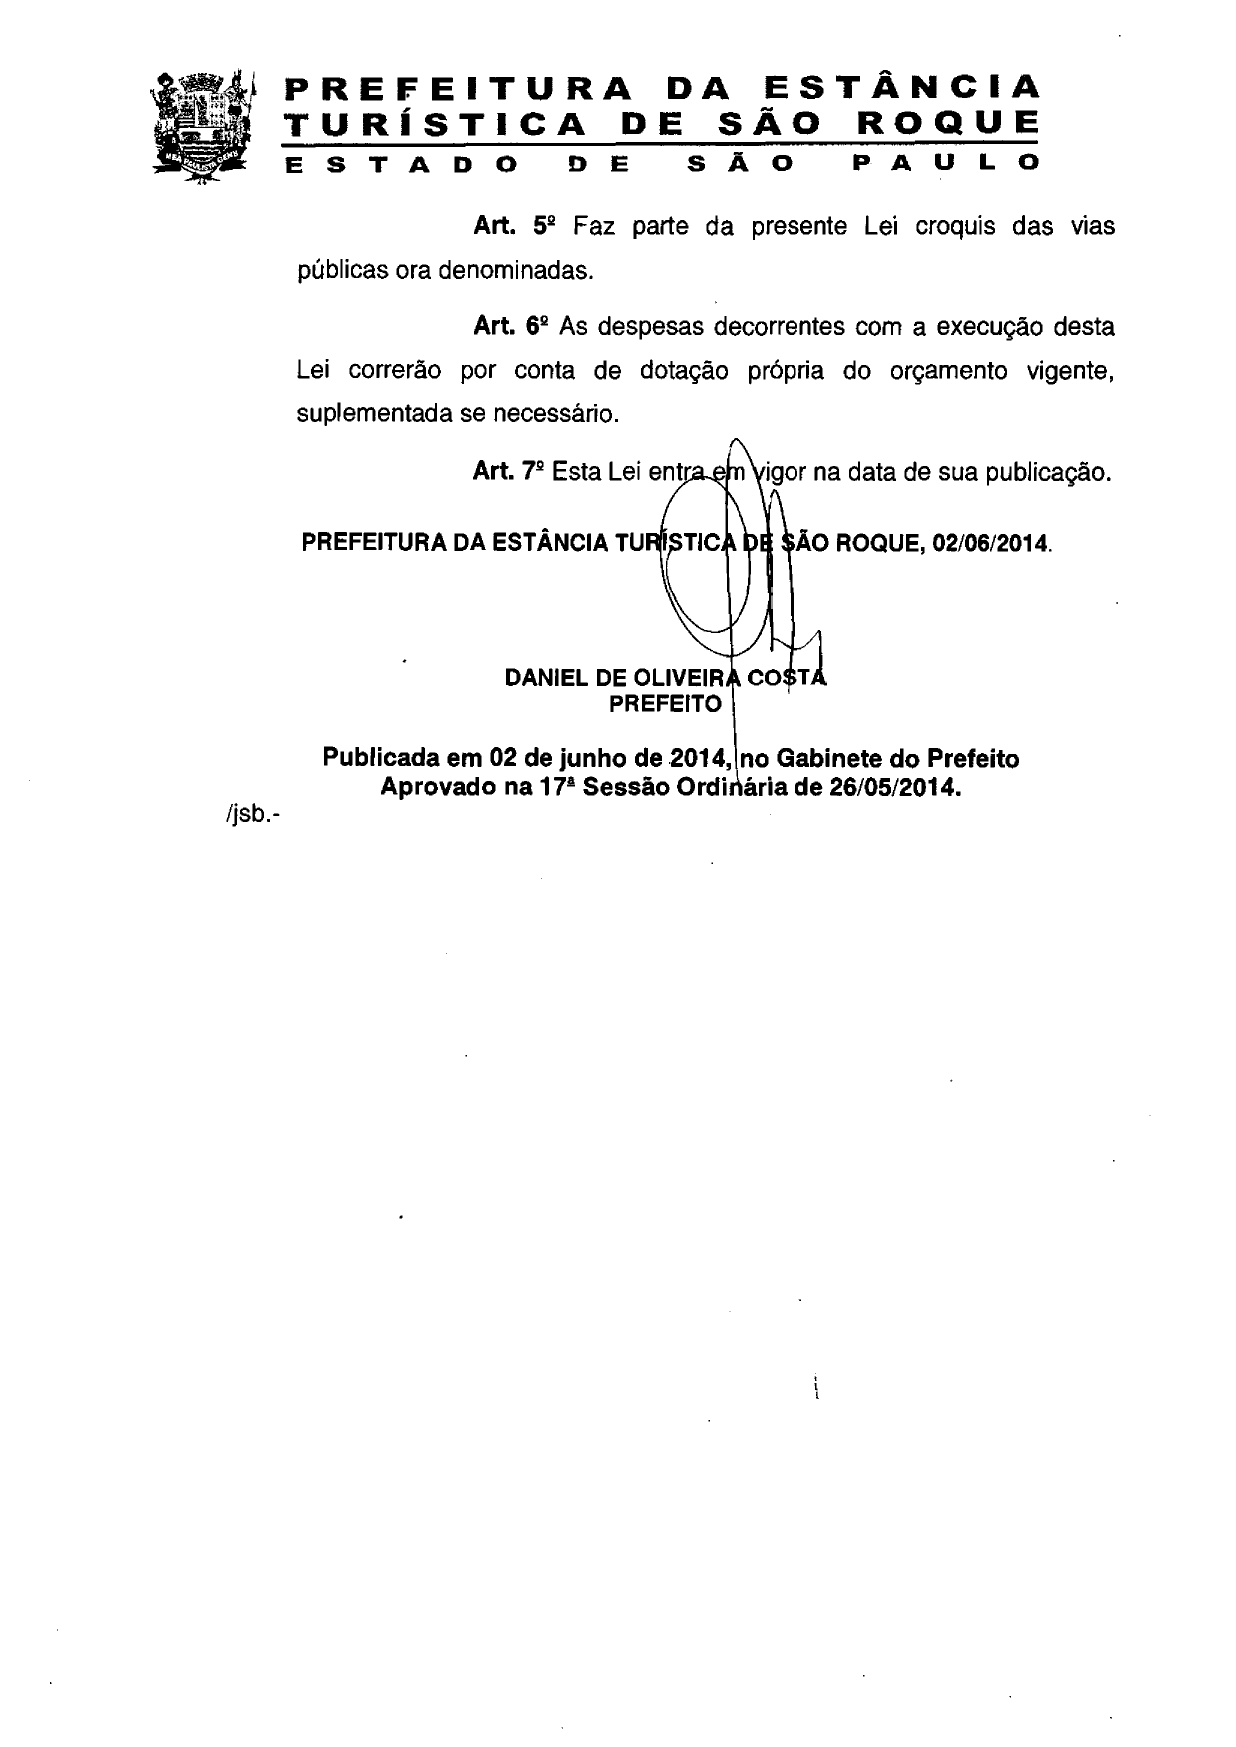 PREFEITURA DA ESTÂNCIA
TURÍSTICA DE SÃO ROQUE
ESTADO DE SÃO PAULO
Art. 5º Faz parte da presente Lei croquis das vias
públicas ora denominadas.
Art. 6º As despesas decorrentes com a execução desta
Lei correrão por conta de dotação própria do orçamento vigente,
suplementada se necessário.
Art. 7º Esta Lei entra em vigor na data de sua publicação.
PREFEITURA DA ESTÂNCIA TURÍSTICA DE SÃO ROQUE, 02/06/2014.
DANIEL DE OLIVEIRA COSTA
PREFEITO
Publicada em 02 de junho de 2014, no Gabinete do Prefeito
Aprovado na 17ª Sessão Ordinária de 26/05/2014.
/jsb.-